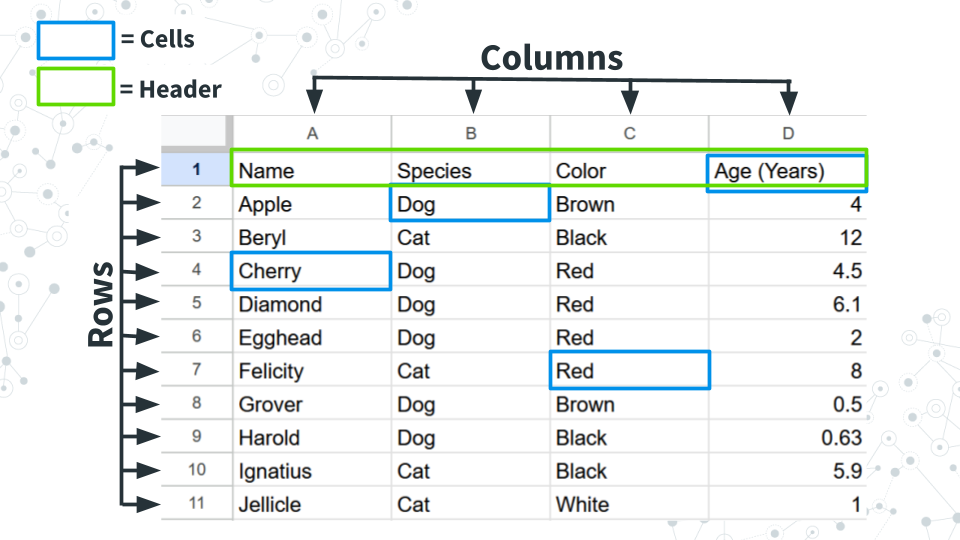 = Cells
= Header
Columns
Rows
A B C D
1 Name Species Color Age (Years)
2 Apple Dog Brown 4
3 Beryl Cat Black 12
4 Cherry Dog Red 4.5
5 Diamond Dog Red 6.1
6 Egghead Dog Red 2
7 Felicity Cat Red 8
8 Grover Dog Brown 0.5
9 Harold Dog Black 0.63
10 Ignatius Cat Black 5.9
11 Jellicle Cat White 1